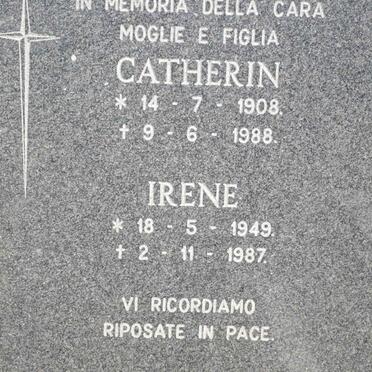 IN MEMORIA DELLA CARA
MOGLIE E FIGLIA
CATHERIN
* 14 - 7 - 1908.
† 9 - 6 - 1988.
IRENE
* 18 - 5 - 1949.
† 2 - 11 - 1987.
VI RICORDIAMO
RIPOSATE IN PACE.